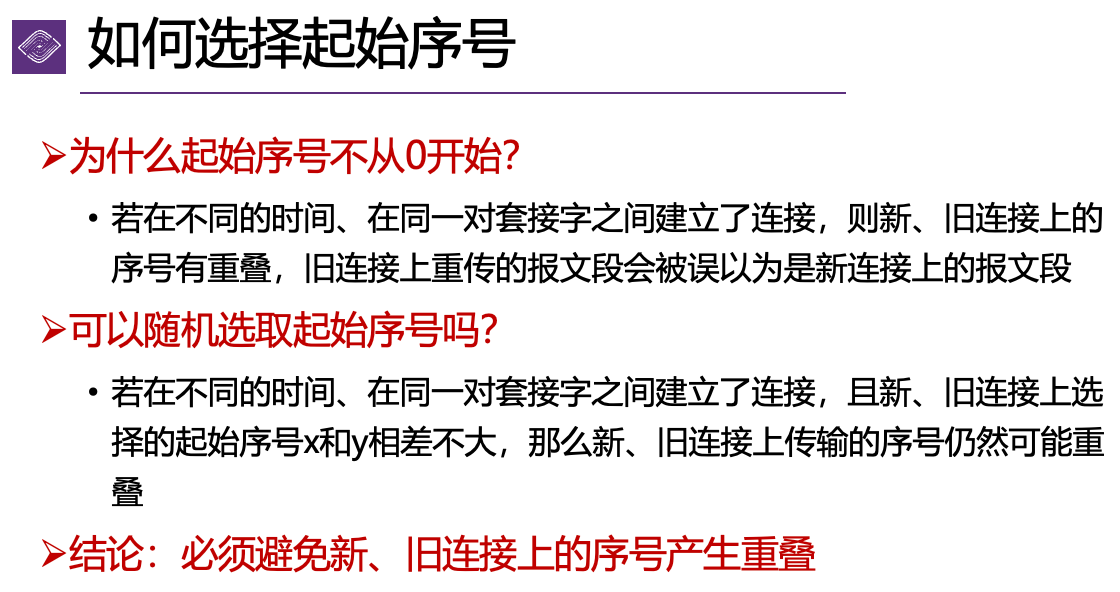 如何选择起始序号
➢为什么起始序号不从0开始?
• 若在不同的时间、在同一对套接字之间建立了连接，则新、旧连接上的
序号有重叠，旧连接上重传的报文段会被误以为是新连接上的报文段
➢可以随机选取起始序号吗?
• 若在不同的时间、在同一对套接字之间建立了连接，且新、旧连接上选
择的起始序号x和y相差不大，那么新、旧连接上传输的序号仍然可能重
叠
➢结论：必须避免新、旧连接上的序号产生重叠